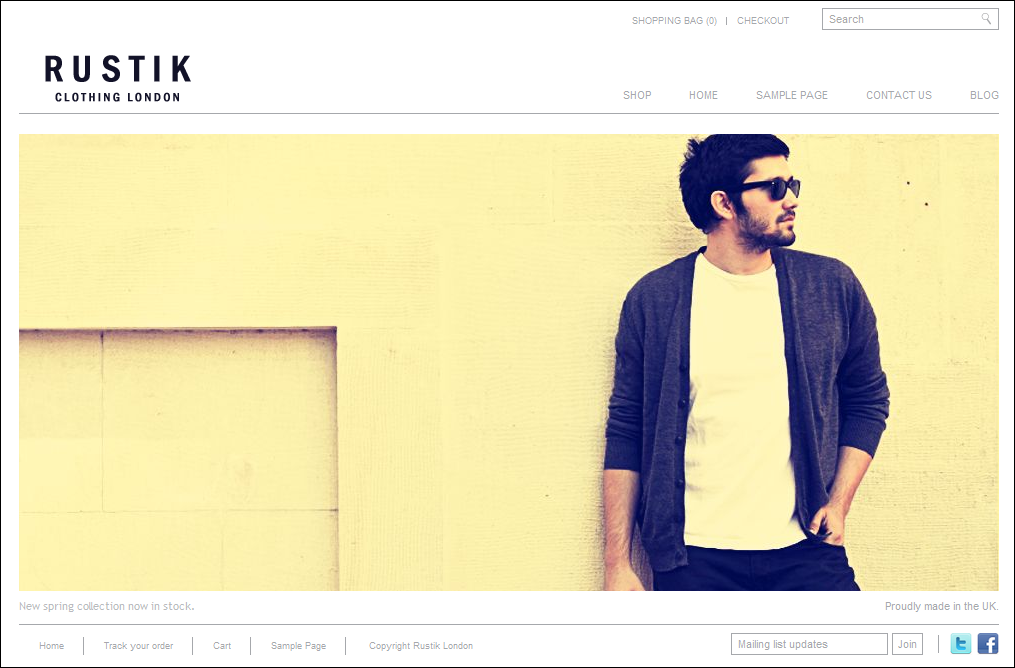 SHOPPING BAG (0) | CHECKOUT
Search
RUSTIK
CLOTHING LONDON
SHOP HOME SAMPLE PAGE CONTACT US BLOG
New spring collection now in stock.
Proudly made in the UK.
Home | Track your order | Cart | Sample Page | Copyright Rustik London
Mailing list updates
Join